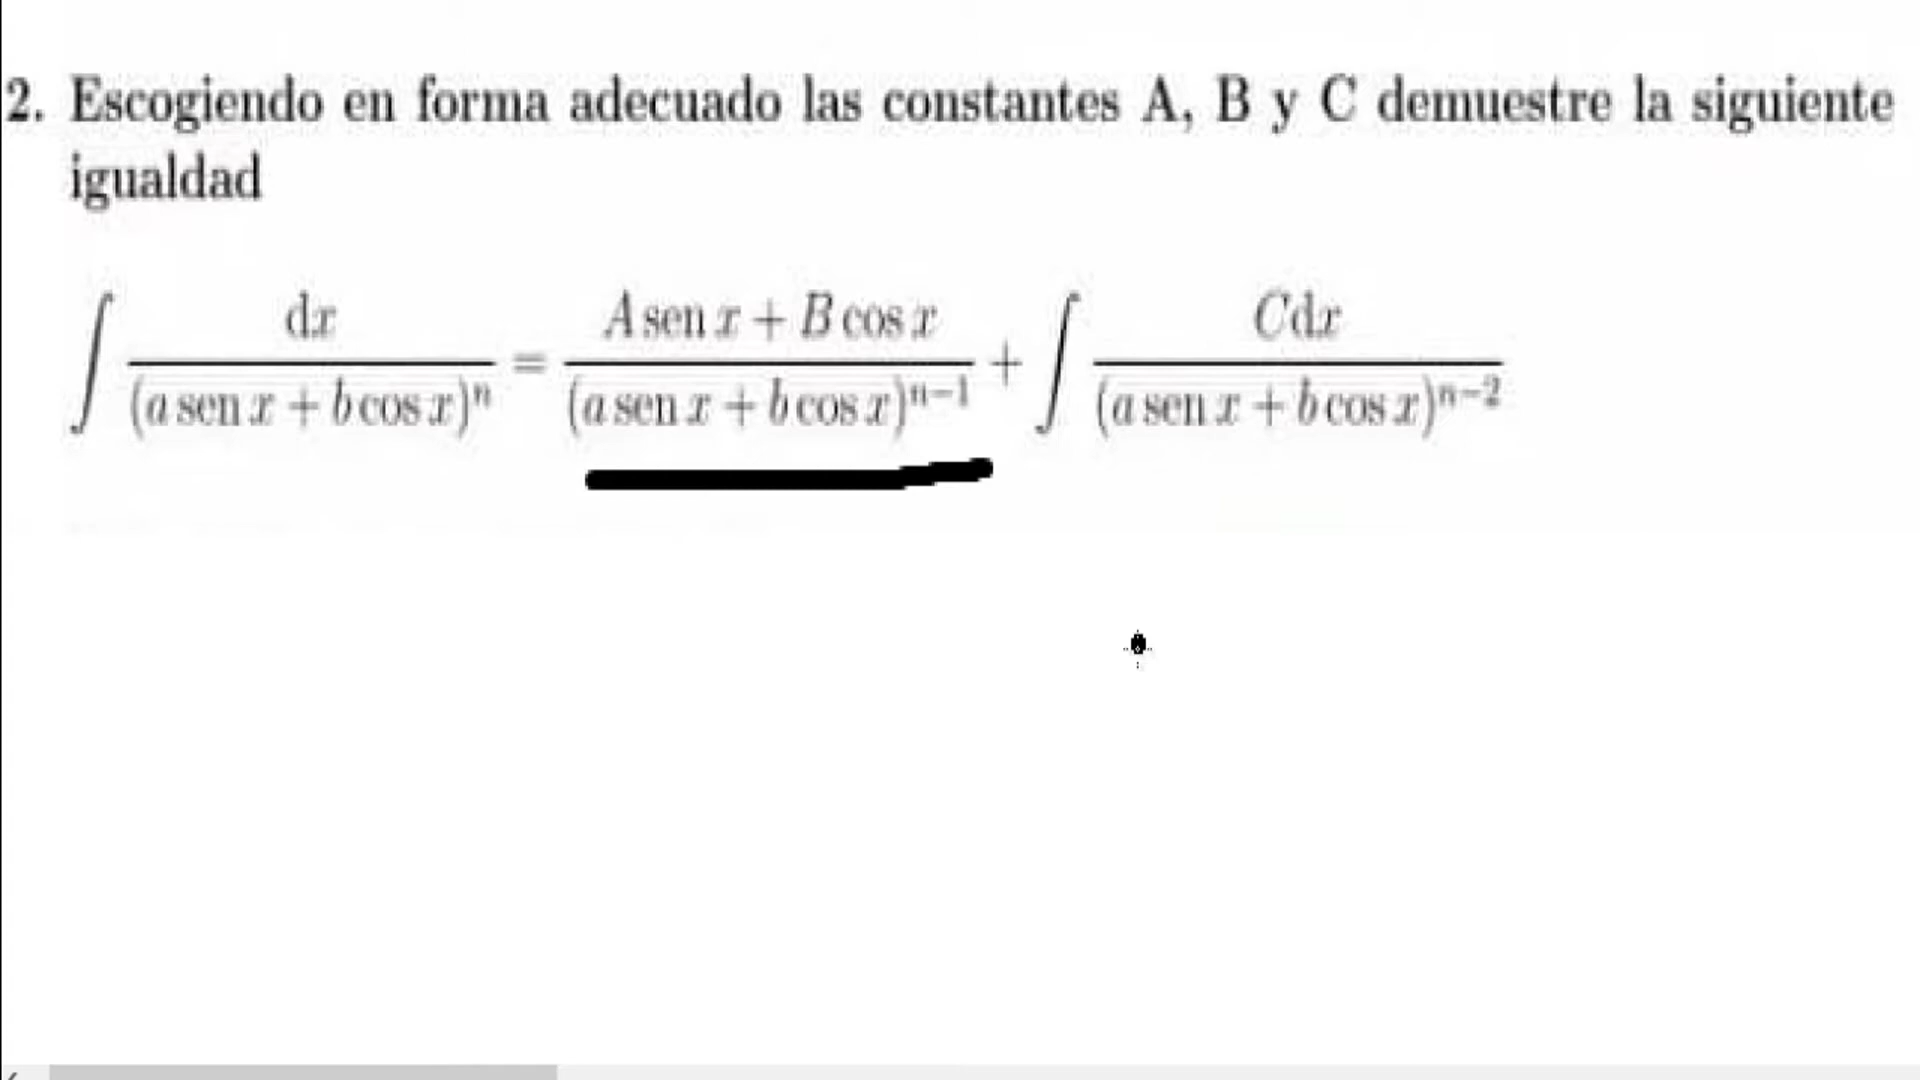 2. Escogiendo en forma adecuado las constantes A, B y C demuestre la siguiente
igualdad
∫ dx / (a sen x + b cos x)^n = (A sen x + B cos x) / (a sen x + b cos x)^{n-1} + ∫ C dx / (a sen x + b cos x)^{n-2}